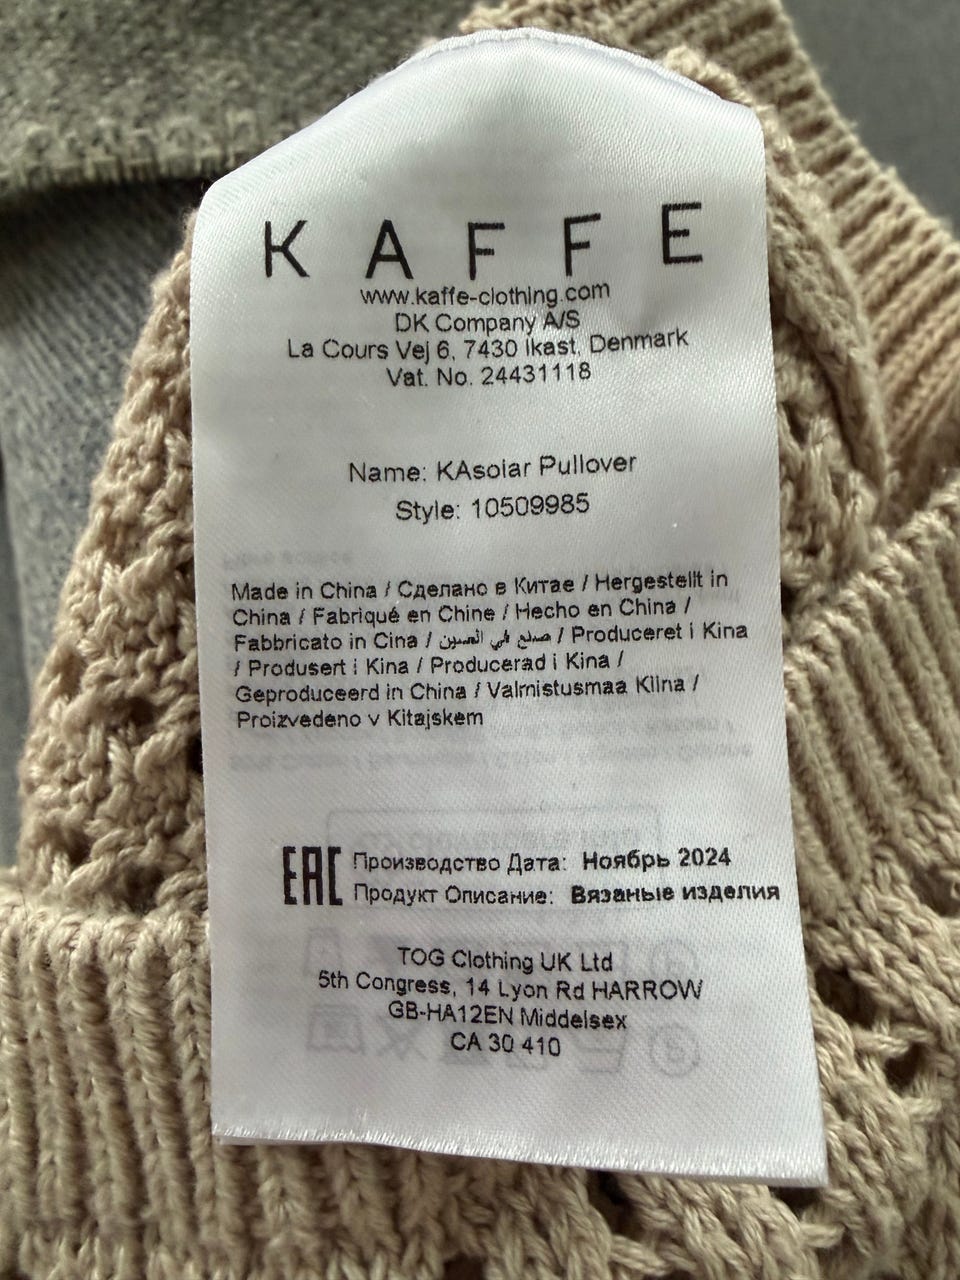 KAFFE
www.kaffe-clothing.com
DK Company A/S
La Cours Vej 6, 7430 Ikast, Denmark
Vat. No. 24431118
Name: KAsolar Pullover
Style: 10509985
Made in China / Сделано в Китае / Hergestellt in
China / Fabriqué en Chine / Hecho en China /
Fabbricato in Cina / صنع في الصين / Produceret i Kina
/ Produsert i Kina / Producerad i Kina /
Geproduceerd in China / Valmistusmaa Kiina /
Proizvedeno v Kitajskem
EAC Производство Дата: Ноябрь 2024
Продукт Описание: Вязаные изделия
TOG Clothing UK Ltd
5th Congress, 14 Lyon Rd HARROW
GB-HA12EN Middelsex
CA 30 410